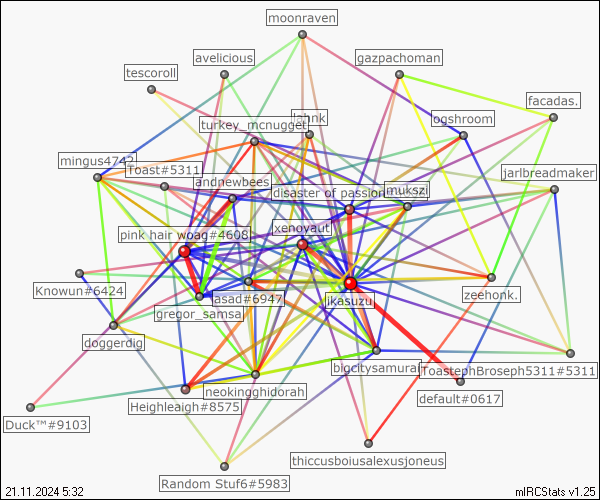 moonraven
avelicious
gazpachoman
tescoroll
facadas.
lahnk
ogshroom
turkey_mcnugget
mingus4742
Toast#5311
jarlbreadmaker
andnewbees
disaster of passion
mukszi
xenovaut
pink hair woag#4608
Knowun#6424
jasad#6947
ikasuzu
zeehonk.
gregor_samsa
doggerdig
bigcitysamurai
ToastephBroseph5311#5311
neokingghidorah
default#0617
Heighleaigh#8575
Duck™#9103
thiccusboiusalexusjoneus
Random Stuf6#5983
21.11.2024 5:32
mIRCStats v1.25